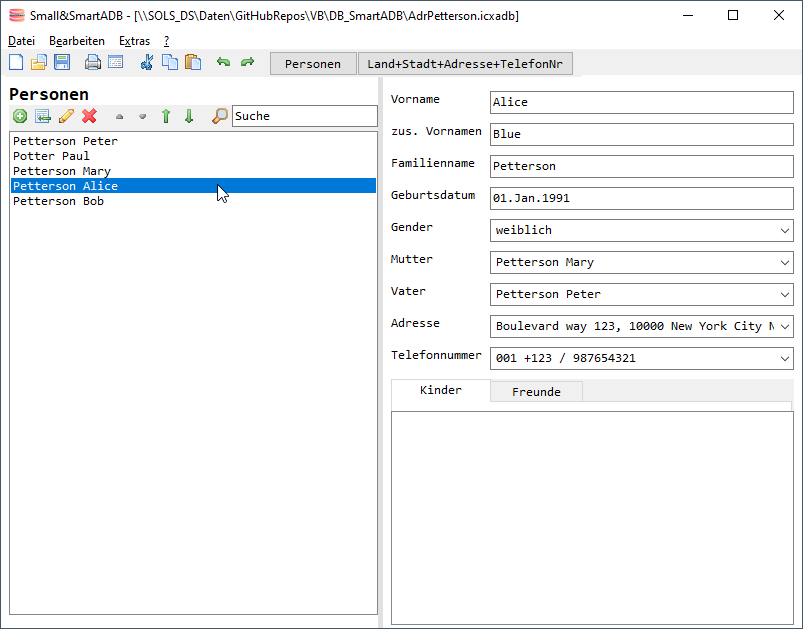 Small&SmartADB - [\\SOLS_DS\Daten\GitHubRepos\VB\DB_SmartADB\AdrPetterson.icxadb]
Datei Bearbeiten Extras ?
Personen Land+Stadt+Adresse+TelefonNr
Personen
Suche
Petterson Peter
Potter Paul
Petterson Mary
Petterson Alice
Petterson Bob
Vorname Alice
zus. Vornamen Blue
Familienname Petterson
Geburtsdatum 01.Jan.1991
Gender weiblich
Mutter Petterson Mary
Vater Petterson Peter
Adresse Boulevard way 123, 10000 New York City N
Telefonnummer 001 +123 / 987654321
Kinder Freunde